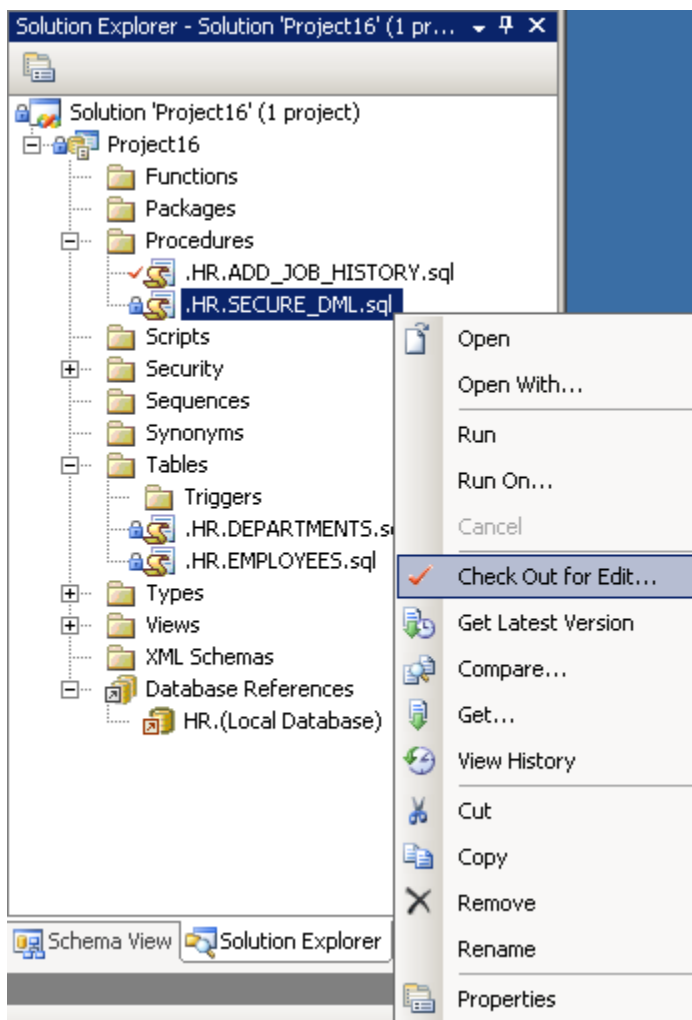 Solution Explorer - Solution 'Project16' (1 pr...
Solution 'Project16' (1 project)
Project16
Functions
Packages
Procedures
.HR.ADD_JOB_HISTORY.sql
.HR.SECURE_DML.sql
Scripts
Security
Sequences
Synonyms
Tables
Triggers
.HR.DEPARTMENTS.s
.HR.EMPLOYEES.sql
Types
Views
XML Schemas
Database References
HR.(Local Database)
Open
Open With...
Run
Run On...
Cancel
Check Out for Edit...
Get Latest Version
Compare...
Get...
View History
Cut
Copy
Remove
Rename
Properties
Schema View
Solution Explorer